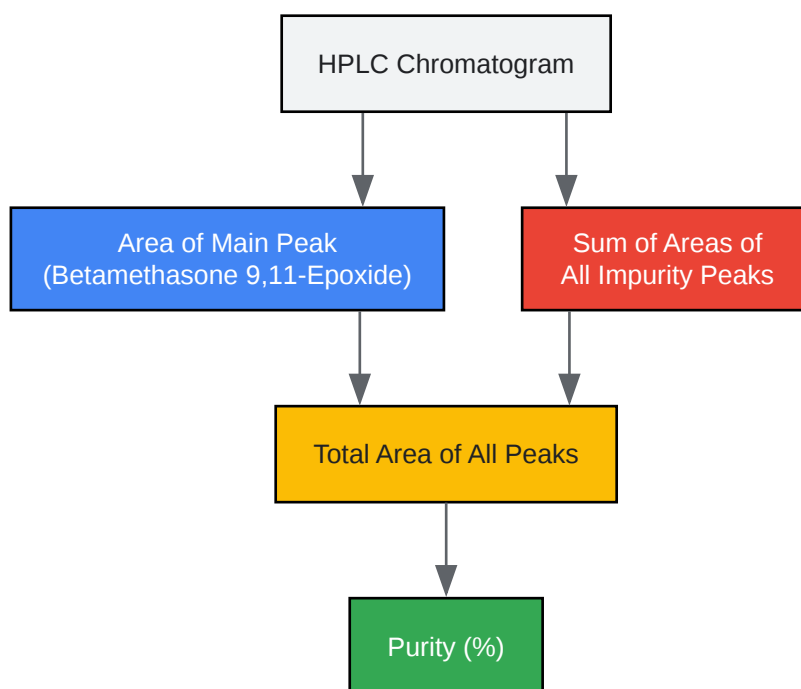 HPLC Chromatogram
Area of Main Peak
(Betamethasone 9,11-Epoxide)
Sum of Areas of
All Impurity Peaks
Total Area of All Peaks
Purity (%)